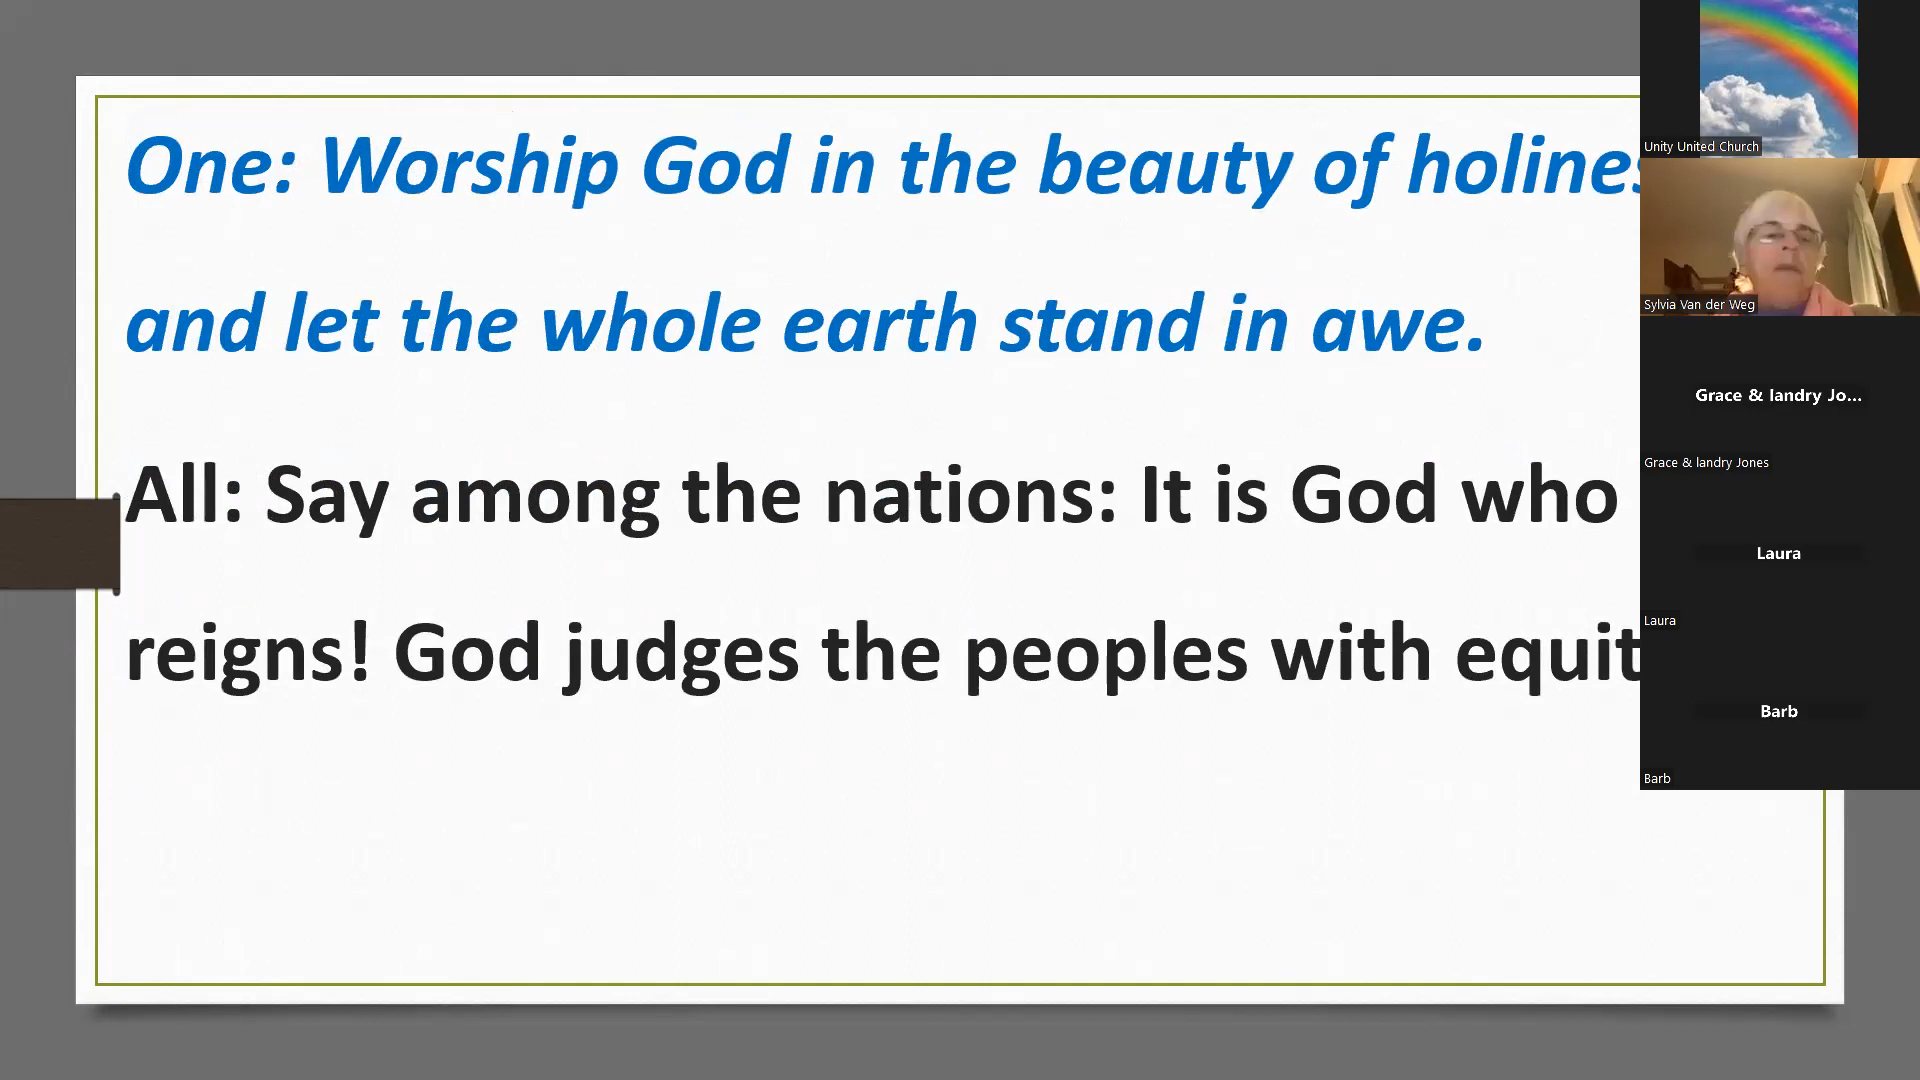 One: Worship God in the beauty of holines
and let the whole earth stand in awe.
All: Say among the nations: It is God who
reigns! God judges the peoples with equit
Unity United Church
Sylvia Van der Weg
Grace & landry Jo...
Grace & landry Jones
Laura
Laura
Barb
Barb